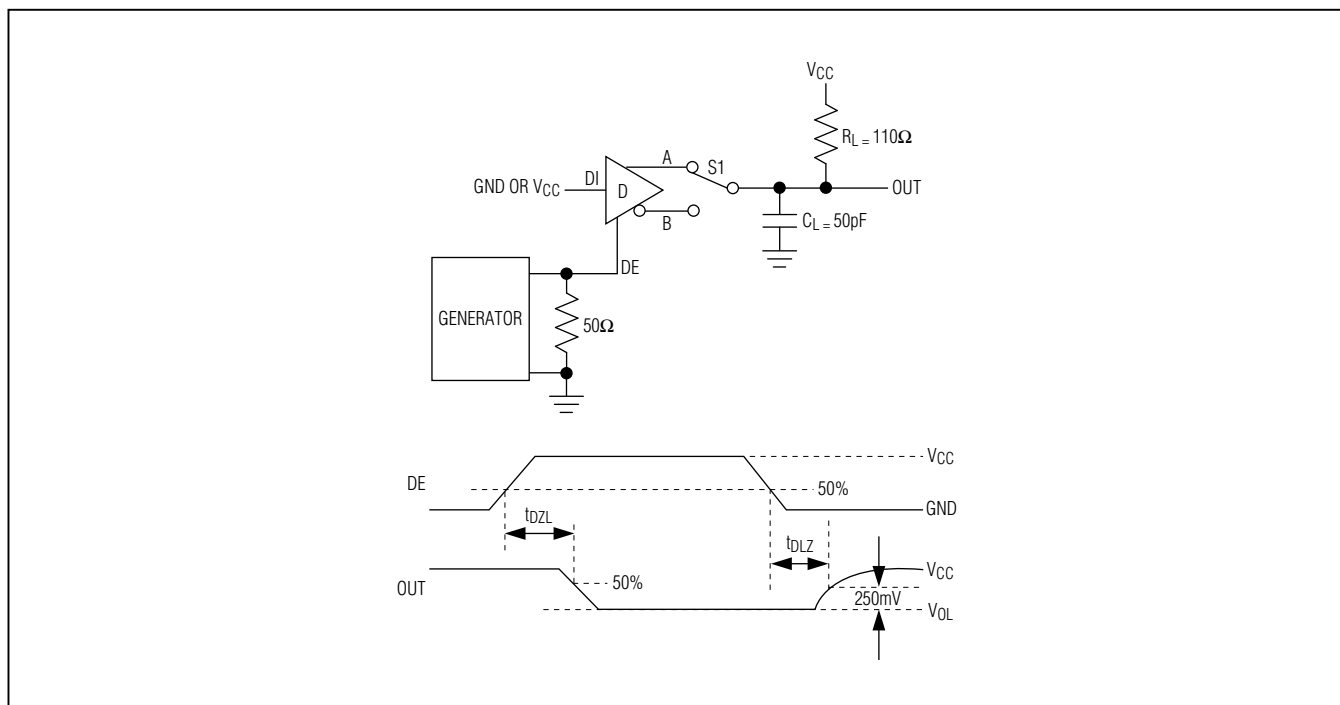 VCC
RL = 110Ω
A
S1
GND OR VCC
DI
D
OUT
B
CL = 50pF
DE
GENERATOR
50Ω
VCC
DE
50%
GND
tDZL
tDLZ
VCC
OUT
50%
250mV
VOL